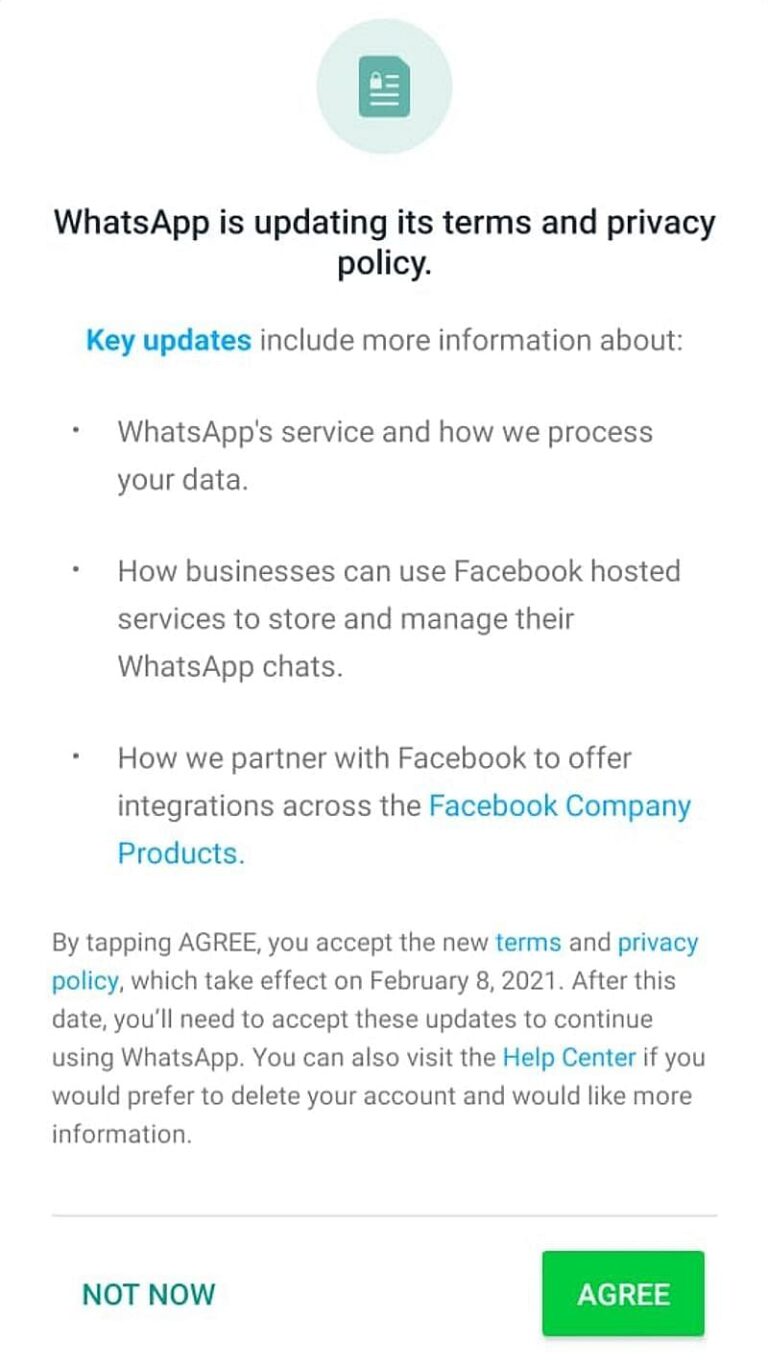 WhatsApp is updating its terms and privacy
policy.
Key updates include more information about:
· WhatsApp's service and how we process
your data.
· How businesses can use Facebook hosted
services to store and manage their
WhatsApp chats.
· How we partner with Facebook to offer
integrations across the Facebook Company
Products.
By tapping AGREE, you accept the new terms and privacy
policy, which take effect on February 8, 2021. After this
date, you'll need to accept these updates to continue
using WhatsApp. You can also visit the Help Center if you
would prefer to delete your account and would like more
information.
NOT NOW
AGREE